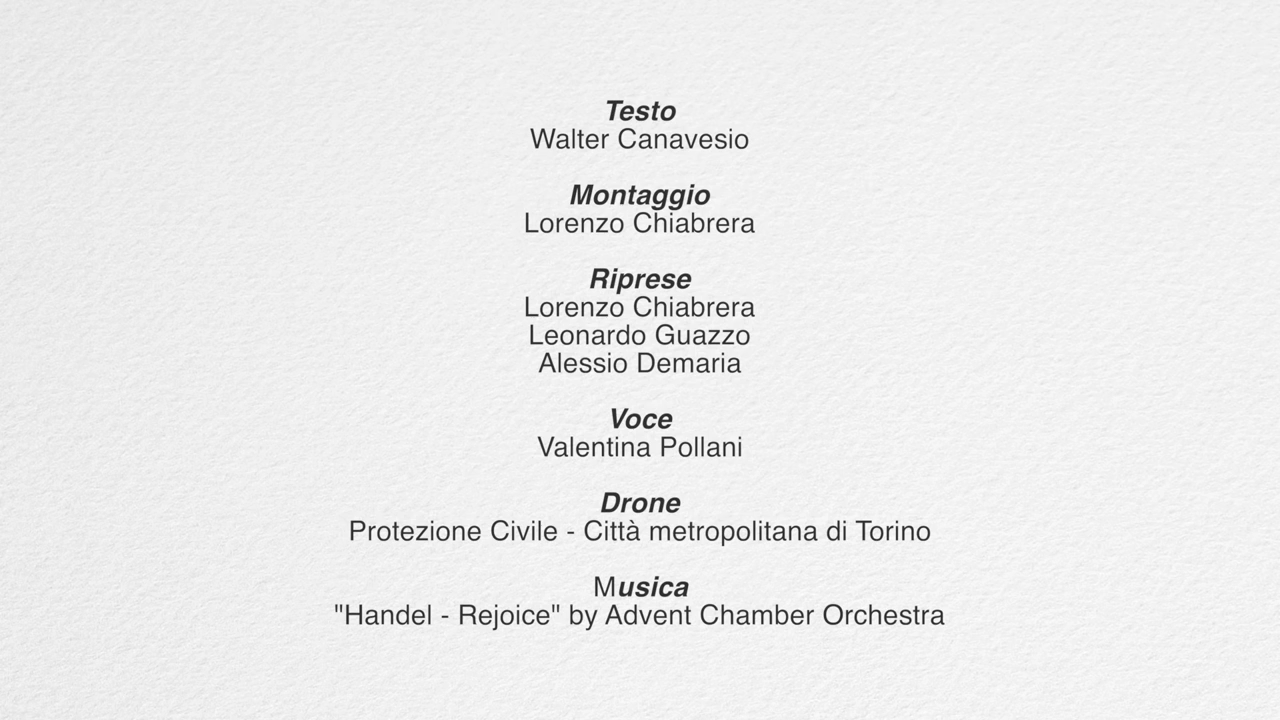 Testo
Walter Canavesio
Montaggio
Lorenzo Chiabrera
Riprese
Lorenzo Chiabrera
Leonardo Guazzo
Alessio Demaria
Voce
Valentina Pollani
Drone
Protezione Civile - Città metropolitana di Torino
Musica
"Handel - Rejoice" by Advent Chamber Orchestra